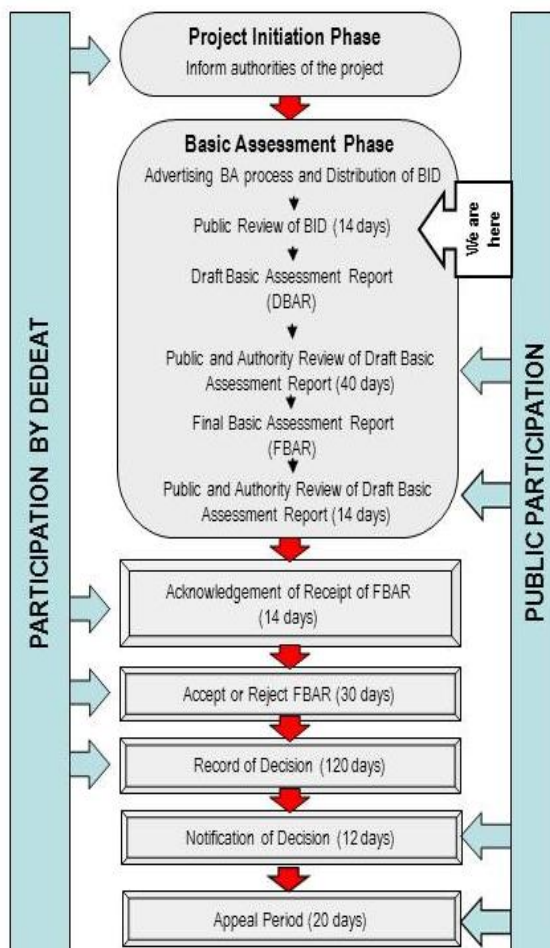 Project Initiation Phase
Inform authorities of the project
Basic Assessment Phase
Advertising BA process and Distribution of BID
Public Review of BID (14 days)
We are
here
Draft Basic Assessment Report
(DBAR)
Public and Authority Review of Draft Basic
Assessment Report (40 days)
Final Basic Assessment Report
(FBAR)
Public and Authority Review of Draft Basic
Assessment Report (14 days)
Acknowledgement of Receipt of FBAR
(14 days)
Accept or Reject FBAR (30 days)
Record of Decision (120 days)
Notification of Decision (12 days)
Appeal Period (20 days)
PARTICIPATION BY DEDEAT
PUBLIC PARTICIPATION